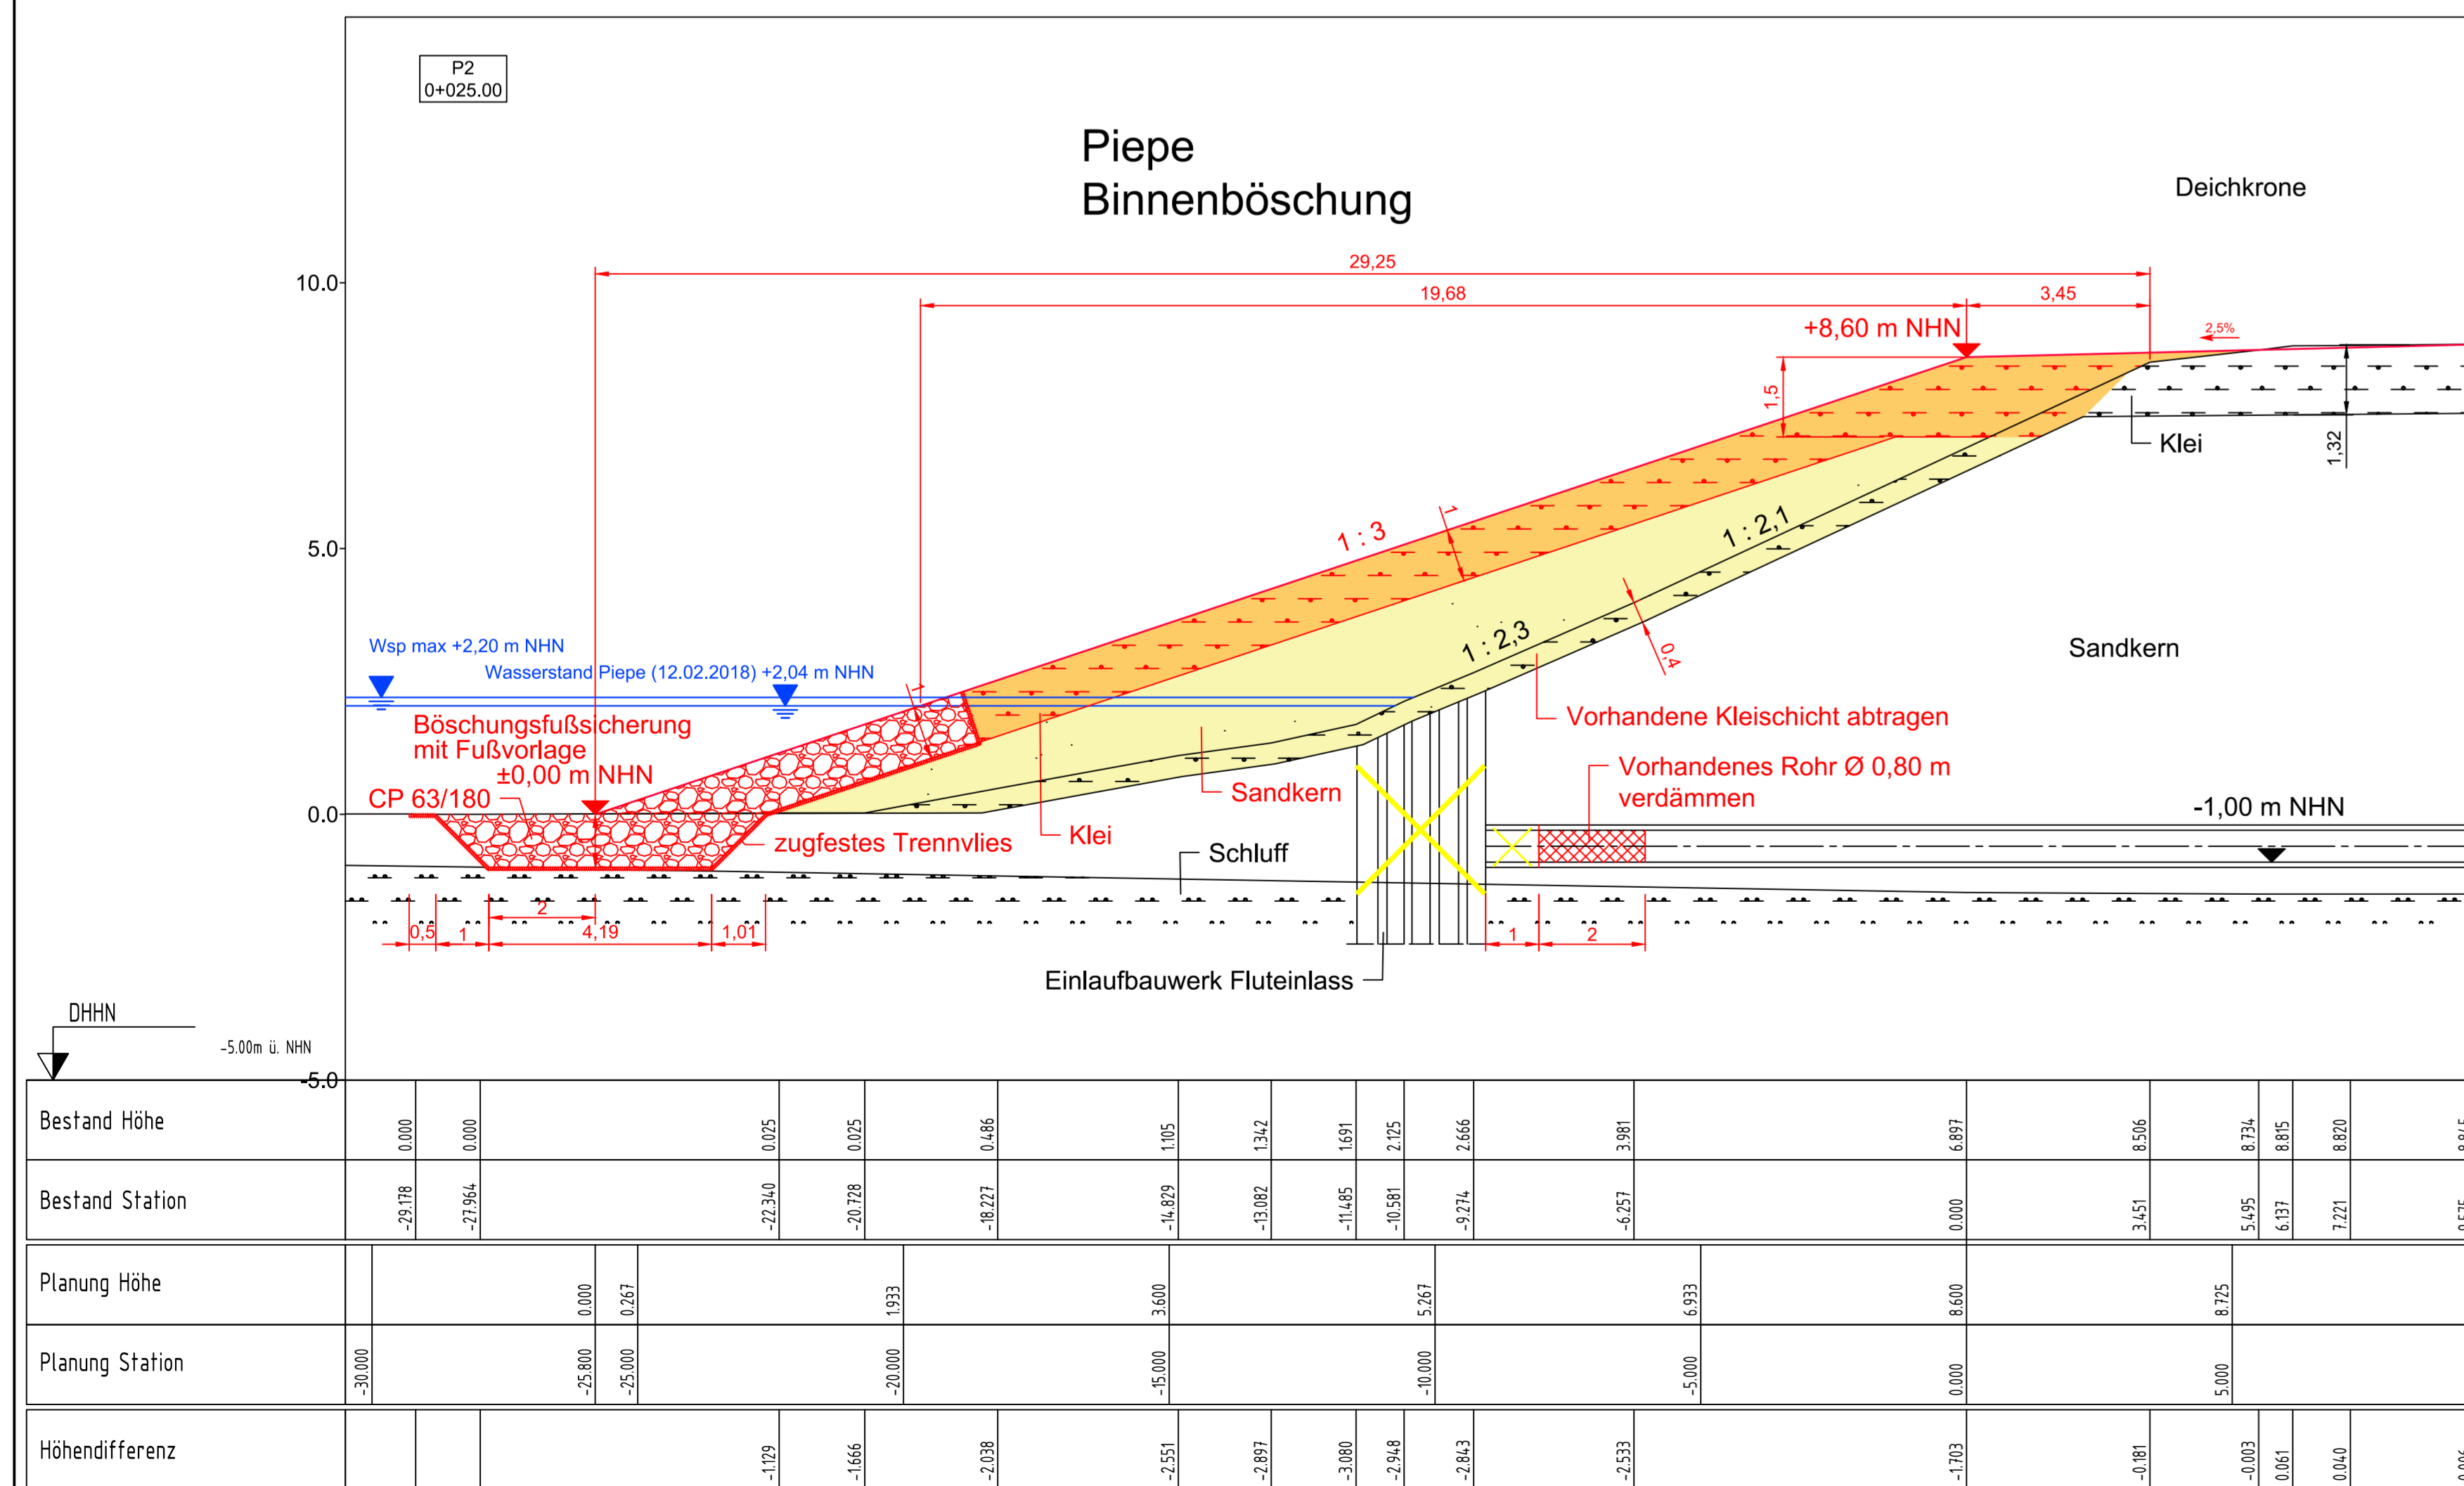 P2
0+025.00
Piepe
Binnenböschung
Deichkrone
29,25
10.0
19,68
3,45
+8,60 m NHN
2,5%
1,5
Klei
1,32
5.0
1 : 3
1
1 : 2,1
1 : 2,3
0,4
Sandkern
Wsp max +2,20 m NHN
Wasserstand Piepe (12.02.2018) +2,04 m NHN
1
Böschungsfußsicherung
mit Fußvorlage
±0,00 m NHN
CP 63/180
Vorhandene Kleischicht abtragen
Vorhandenes Rohr Ø 0,80 m
verdämmen
Sandkern
-1,00 m NHN
0.0
zugfestes Trennvlies
Klei
Schluff
2
0,5
1
4,19
1,01
1
2
Einlaufbauwerk Fluteinlass
DHHN
-5.00m ü. NHN
-5.0
Bestand Höhe 0.000 0.000 0.025 0.025 0.486 1.105 1.342 1.691 2.125 2.666 3.981 6.897 8.506 8.734 8.815 8.820
Bestand Station -29.178 -27.964 -22.340 -20.728 -18.227 -14.829 -13.082 -11.485 -10.581 -9.274 -6.257 0.000 3.451 5.495 6.137 7.221
Planung Höhe 0.000 0.267 1.933 3.600 5.267 6.933 8.600 8.725
Planung Station -30.000 -25.800 -25.000 -20.000 -15.000 -10.000 -5.000 0.000 5.000
Höhendifferenz -1.129 -1.666 -2.038 -2.551 -2.897 -3.080 -2.948 -2.843 -2.533 -1.703 -0.181 -0.003 0.061 0.040